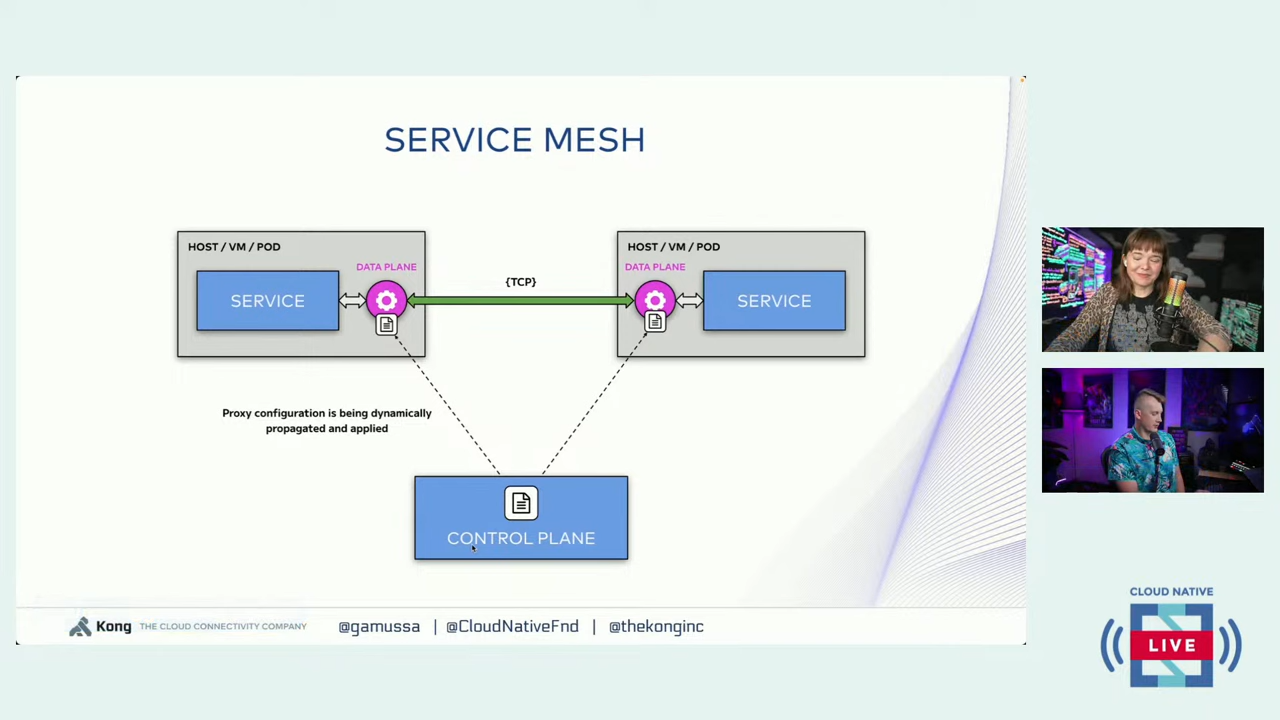 SERVICE MESH
HOST / VM / POD
DATA PLANE
SERVICE
{TCP}
HOST / VM / POD
DATA PLANE
SERVICE
Proxy configuration is being dynamically
propagated and applied
CONTROL PLANE
Kong THE CLOUD CONNECTIVITY COMPANY @gamussa | @CloudNativeFnd | @thekonginc
CLOUD NATIVE
LIVE